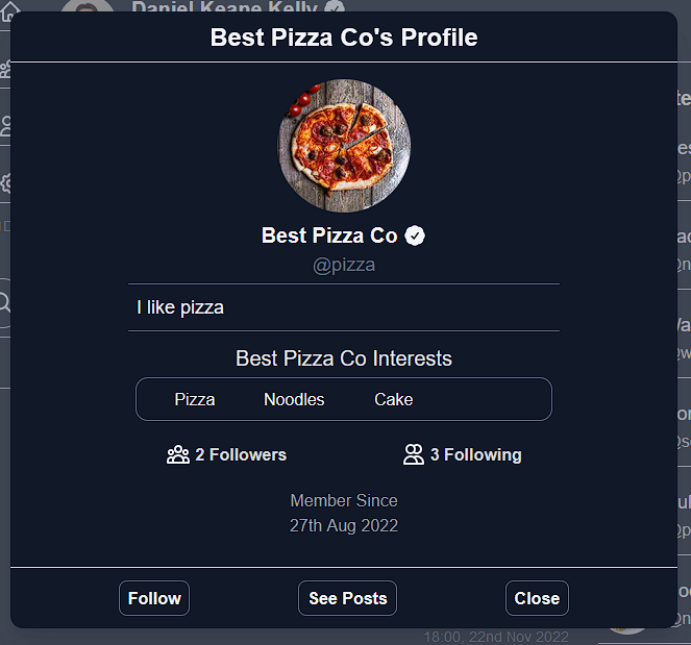 Daniel Keane Kelly
Best Pizza Co's Profile
Best Pizza Co
@pizza
I like pizza
Best Pizza Co Interests
Pizza Noodles Cake
2 Followers 3 Following
Member Since
27th Aug 2022
Follow See Posts Close
18:00, 22nd Nov 2022